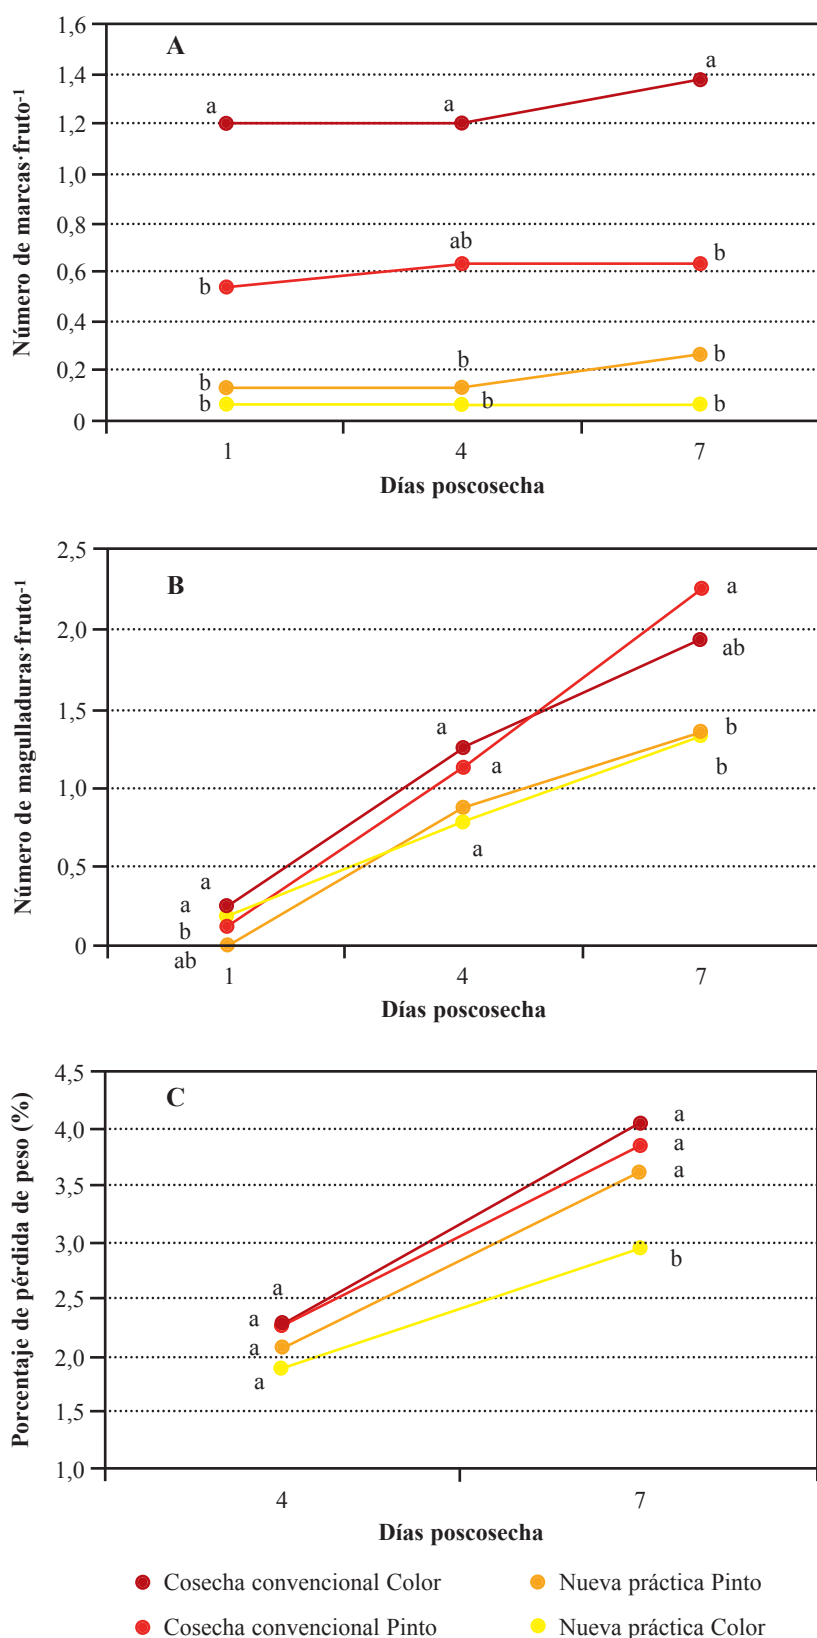 1,6
A
a
1,4
a
a
1,2
1,0
0,8
ab
b
0,6
b
0,4
b
b
0,2
b
b
b
b
0
1
4
7
Número de marcas·fruto-1
Días poscosecha
2,5
B
a
2,0
ab
a
1,5
b
a
b
1,0
a
0,5
a
a
b
0
ab
1
4
7
Número de magulladuras·fruto-1
Días poscosecha
4,5
C
a
4,0
a
a
3,5
3,0
b
a
2,5
a
a
2,0
a
1,5
1,0
4
7
Porcentaje de pérdida de peso (%)
Días poscosecha
Cosecha convencional Color
Nueva práctica Pinto
Cosecha convencional Pinto
Nueva práctica Color